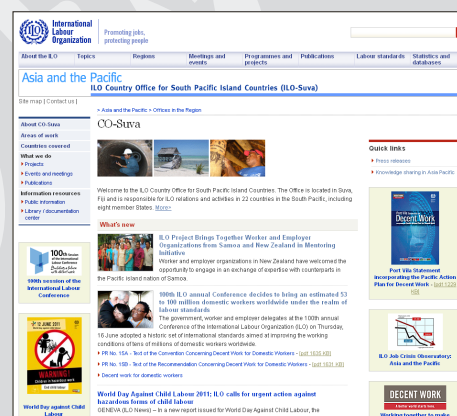 International
Labour
Organization
Promoting jobs,
protecting people
About the ILO
Topics
Regions
Meetings and
events
Programmes and
projects
Publications
Labour standards
Statistics and
databases
Asia and the Pacific
ILO Country Office for South Pacific Island Countries (ILO-Suva)
Site map | Contact us |
> Asia and the Pacific > Offices in the Region
CO-Suva
About CO-Suva
Areas of work
Countries covered
What we do
Projects
Events and meetings
Publications
Information resources
Public information
Library / documentation
center
100th session of the
International Labour
Conference
12 JUNE 2011
WARNING!
World Day against Child
Labour
Welcome to the ILO Country Office for South Pacific Island Countries. The Office is located in Suva,
Fiji and is responsible for ILO relations and activities in 22 countries in the South Pacific, including
eight member States. More>
What's new
ILO Project Brings Together Worker and Employer
Organizations from Samoa and New Zealand in Mentoring
Initiative
Worker and employer organizations in New Zealand have welcomed the
opportunity to engage in an exchange of expertise with counterparts in
the Pacific island nation of Samoa.
100th ILO annual Conference decides to bring an estimated 53
to 100 million domestic workers worldwide under the realm of
labour standards
The government, worker and employer delegates at the 100th annual
Conference of the International Labour Organization (ILO) on Thursday,
16 June adopted a historic set of international standards aimed at improving the working
conditions of tens of millions of domestic workers worldwide.
PR No. 15A - Text of the Convention Concerning Decent Work for Domestic Workers - [pdf 1635 KB]
PR No. 15B - Text of the Recommendation Concerning Decent Work for Domestic Workers - [pdf 1631 KB]
Decent work for domestic workers
World Day Against Child Labour 2011; ILO calls for urgent action against
hazardous forms of child labour
GENEVA (ILO News) – In a new report issued for World Day Against Child Labour, the
Quick links
Press releases
Knowledge sharing in Asia Pacific
Decent Work
Port Vila Statement
incorporating the Pacific Action
Plan for Decent Work - [pdf 1239
KB]
ILO Job Crisis Observatory:
Asia and the Pacific
DECENT WORK
Working together to make